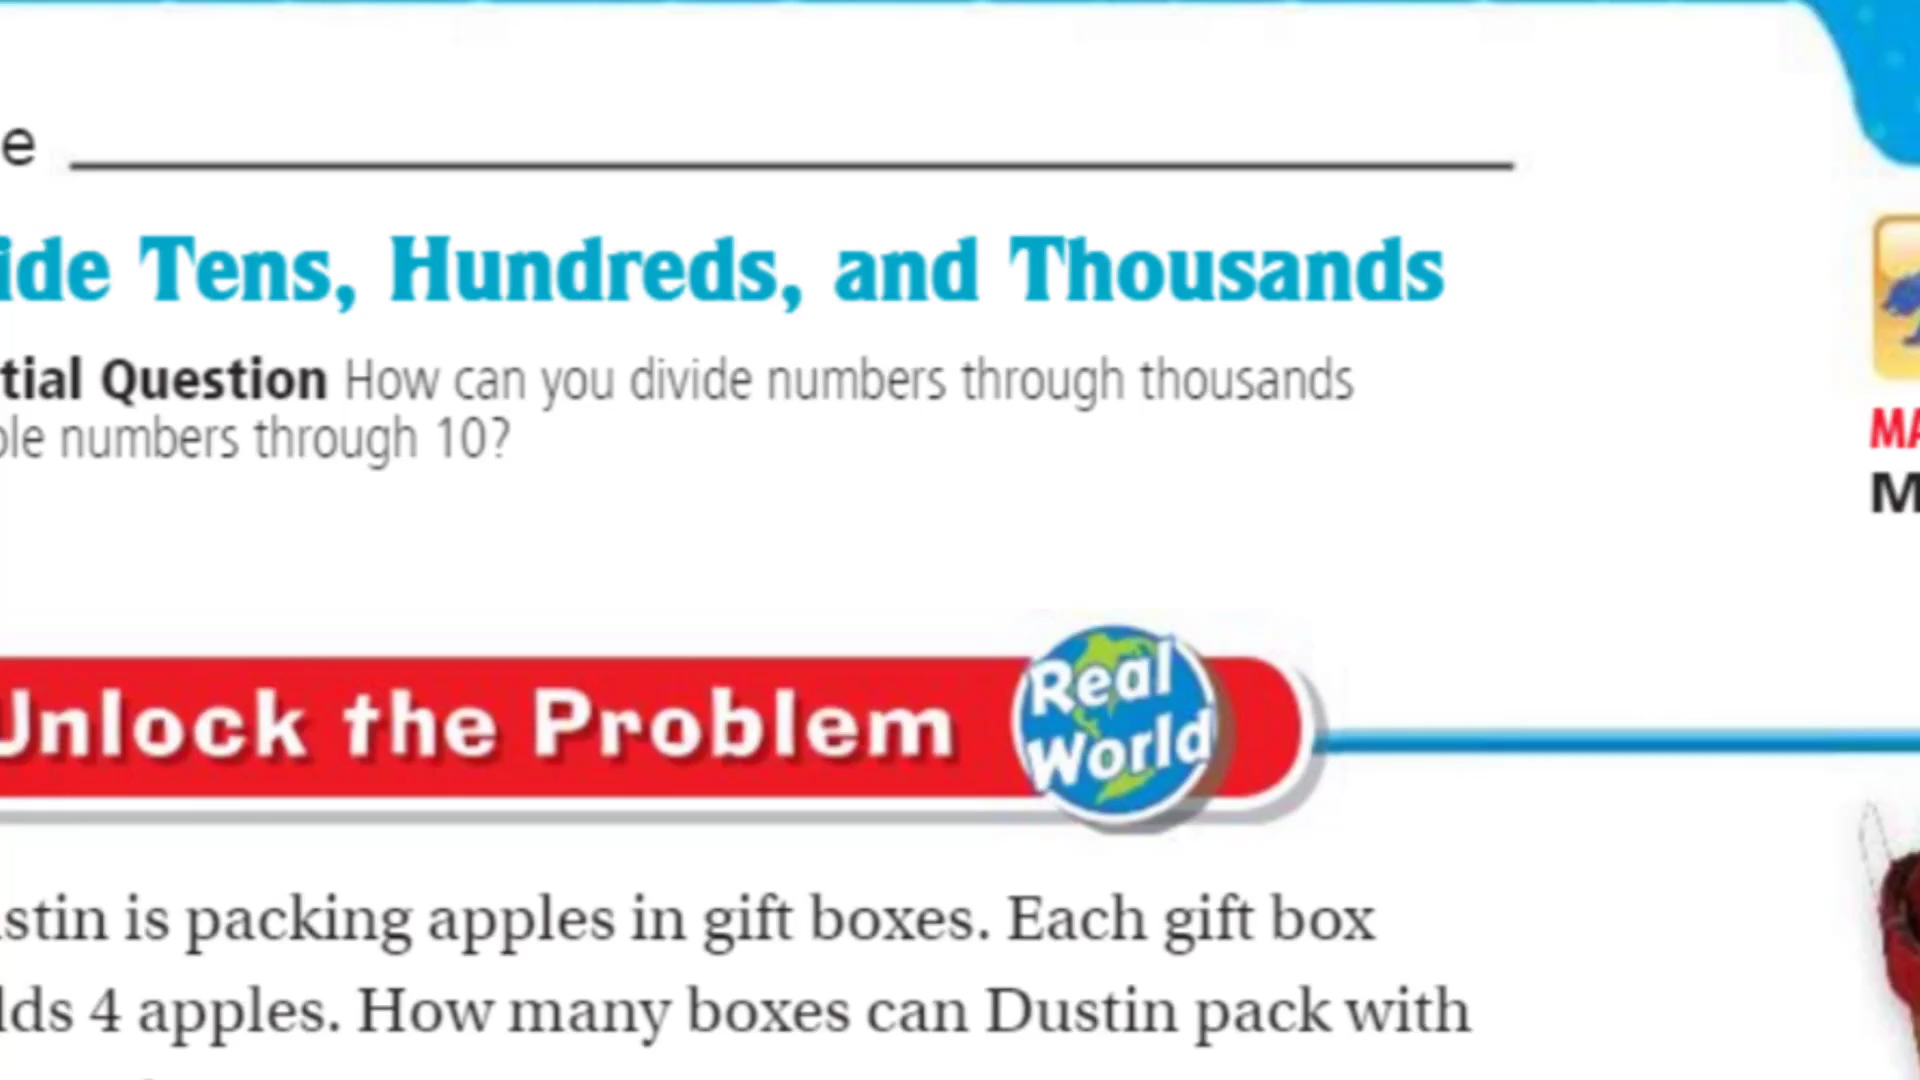 e
ide Tens, Hundreds, and Thousands
tial Question How can you divide numbers through thousands
ole numbers through 10?
MA
M
Unlock the Problem
Real
World
stin is packing apples in gift boxes. Each gift box
lds 4 apples. How many boxes can Dustin pack with